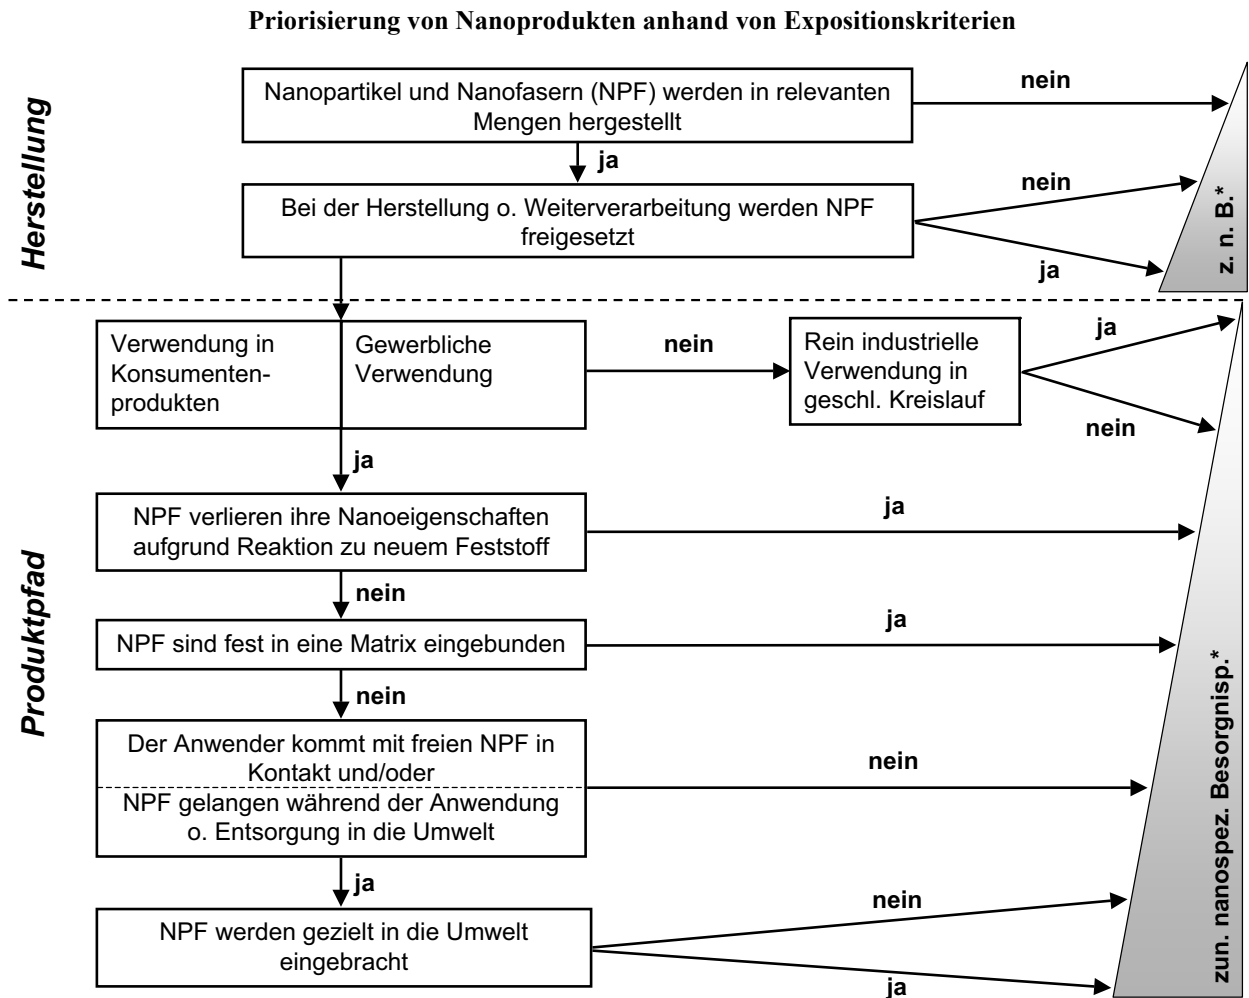 Priorisierung von Nanoprodukten anhand von Expositionskriterien
Herstellung
Nanopartikel und Nanofasern (NPF) werden in relevanten
Mengen hergestellt
nein
ja
Bei der Herstellung o. Weiterverarbeitung werden NPF
freigesetzt
nein
ja
z. n. B.*
Produktpfad
Verwendung in
Konsumenten-
produkten
Gewerbliche
Verwendung
nein
Rein industrielle
Verwendung in
geschl. Kreislauf
ja
nein
ja
NPF verlieren ihre Nanoeigenschaften
aufgrund Reaktion zu neuem Feststoff
ja
nein
NPF sind fest in eine Matrix eingebunden
ja
nein
Der Anwender kommt mit freien NPF in
Kontakt und/oder
NPF gelangen während der Anwendung
o. Entsorgung in die Umwelt
nein
ja
NPF werden gezielt in die Umwelt
eingebracht
nein
ja
zun. nanospez. Besorgnisp.*